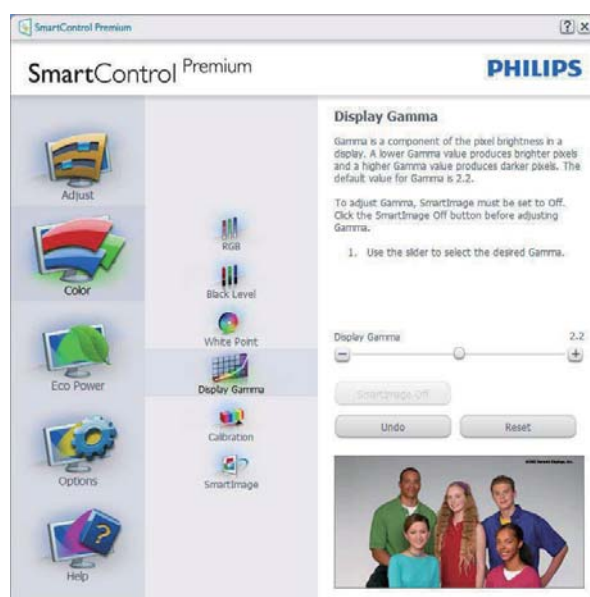 SmartControl Premium
SmartControl Premium
PHILIPS
Adjust
Color
Eco Power
Options
Help
RGB
Black Level
White Point
Display Gamma
Calibration
SmartImage
Display Gamma
Gamma is a component of the pixel brightness in a
display. A lower Gamma value produces brighter pixels
and a higher Gamma value produces darker pixels. The
default value for Gamma is 2.2.
To adjust Gamma, SmartImage must be set to Off.
Click the SmartImage Off button before adjusting
Gamma.
1. Use the slider to select the desired Gamma.
Display Gamma 2.2
SmartImage Off
Undo Reset